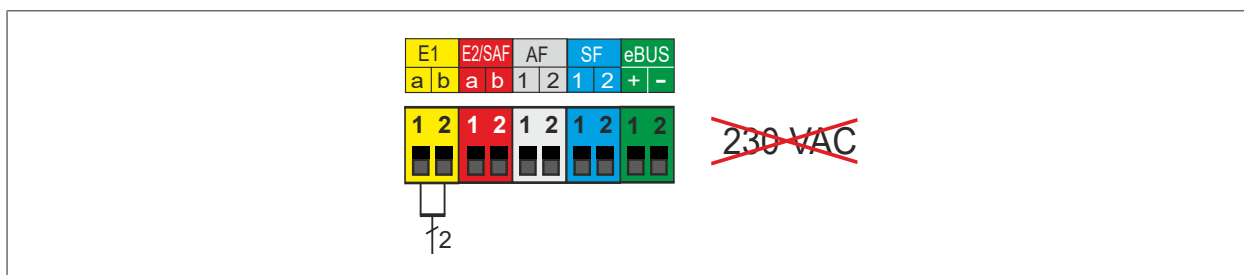 E1 E2/SAF AF SF eBUS
a b a b 1 2 1 2 + -
1 2 1 2 1 2 1 2 1 2
230 VAC
2